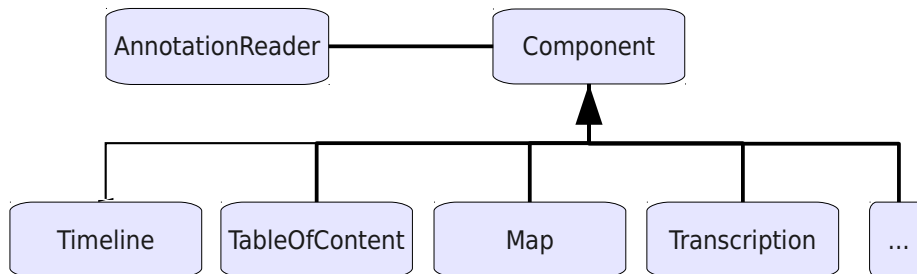 AnnotationReader
Component
Timeline
TableOfContent
Map
Transcription
...